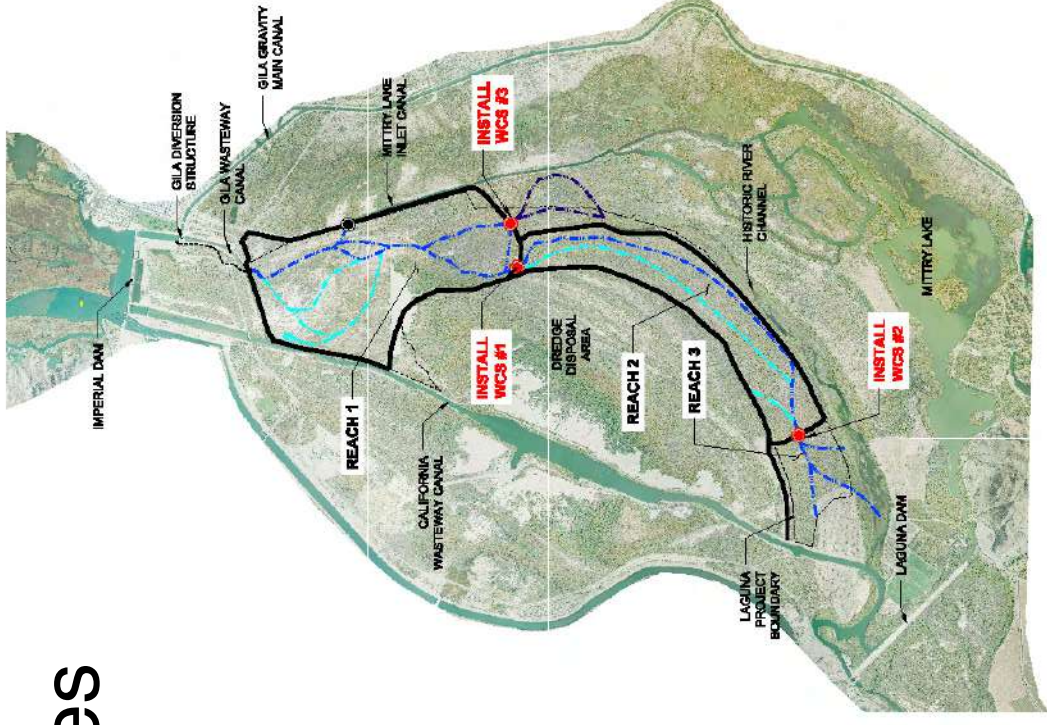 es
IMPERIAL DAM
GILA DIVERSION
STRUCTURE
GILA WASTEWAY
CANAL
GILA GRAVITY
MAIN CANAL
MITTRY LAKE
INLET CANAL
INSTALL
WCS #3
REACH 1
CALIFORNIA
WASTEWAY CANAL
INSTALL
WCS #1
DREDGE
DISPOSAL
AREA
REACH 2
REACH 3
HISTORIC RIVER
CHANNEL
MITTRY LAKE
INSTALL
WCS #2
LAGUNA
PROJECT
BOUNDARY
LAGUNA DAM